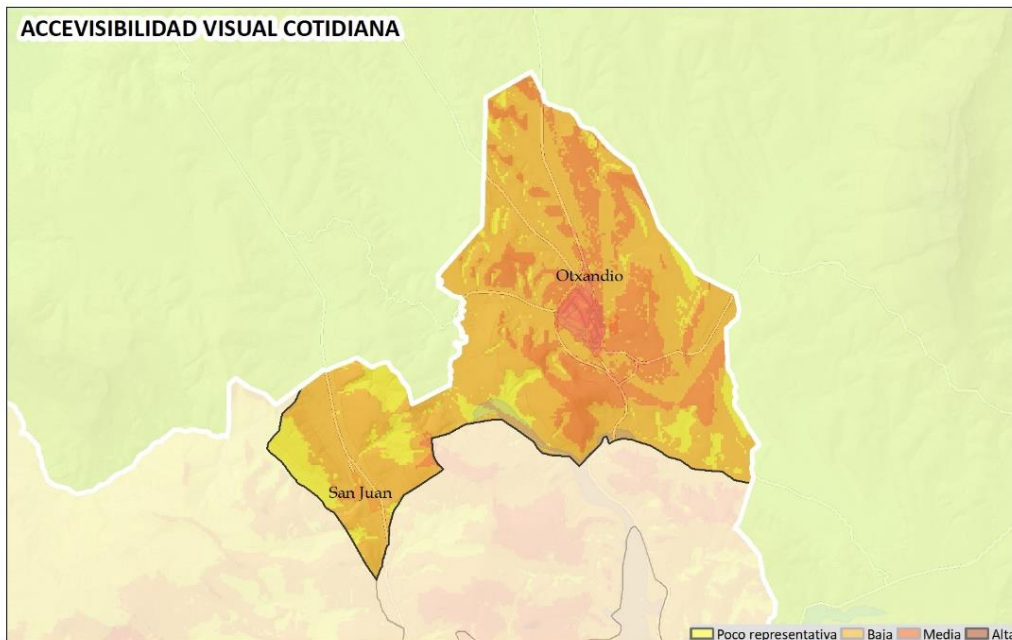 ACCEVISIBILIDAD VISUAL COTIDIANA
Otxandio
San Juan
Poco representativa Baja Media Alta